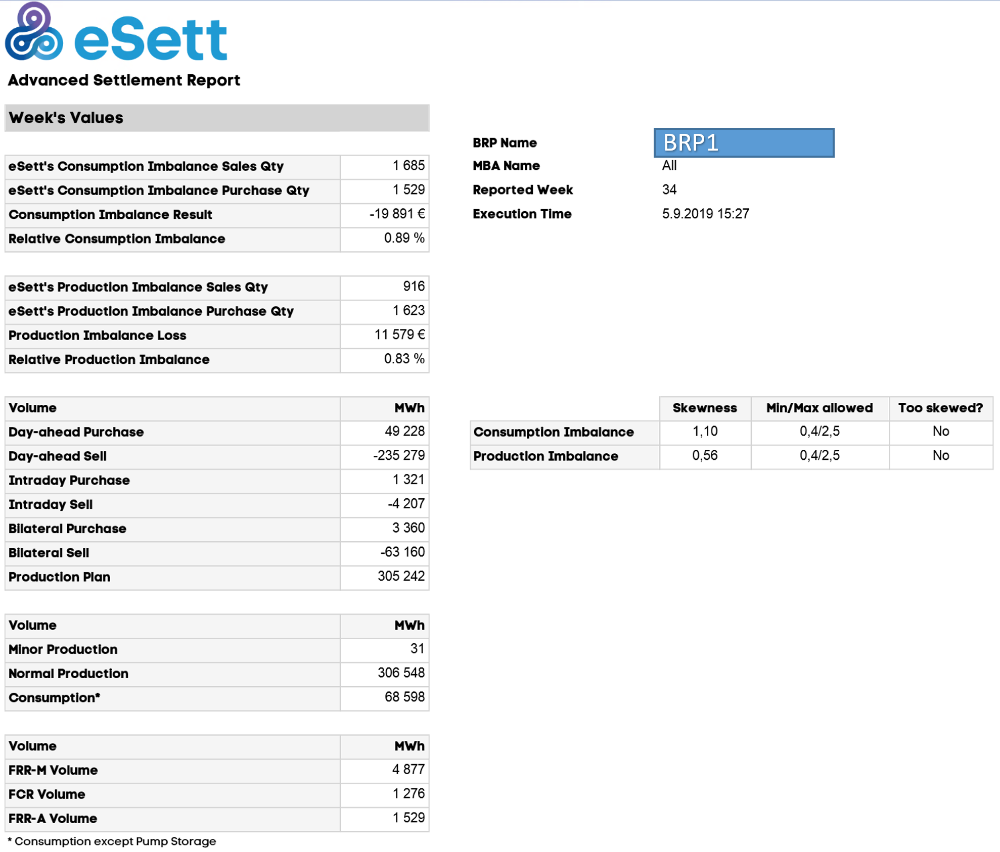 eSett
Advanced Settlement Report
Week's Values
BRP Name BRP1
eSett's Consumption Imbalance Sales Qty 1 685 MBA Name All
eSett's Consumption Imbalance Purchase Qty 1 529 Reported Week 34
Consumption Imbalance Result -19 891 € Execution Time 5.9.2019 15:27
Relative Consumption Imbalance 0.89 %
eSett's Production Imbalance Sales Qty 916
eSett's Production Imbalance Purchase Qty 1 623
Production Imbalance Loss 11 579 €
Relative Production Imbalance 0.83 %
Volume MWh Skewness Min/Max allowed Too skewed?
Day-ahead Purchase 49 228 Consumption Imbalance 1,10 0,4/2,5 No
Day-ahead Sell -235 279 Production Imbalance 0,56 0,4/2,5 No
Intraday Purchase 1 321
Intraday Sell -4 207
Bilateral Purchase 3 360
Bilateral Sell -63 160
Production Plan 305 242
Volume MWh
Minor Production 31
Normal Production 306 548
Consumption* 68 598
Volume MWh
FRR-M Volume 4 877
FCR Volume 1 276
FRR-A Volume 1 529
* Consumption except Pump Storage